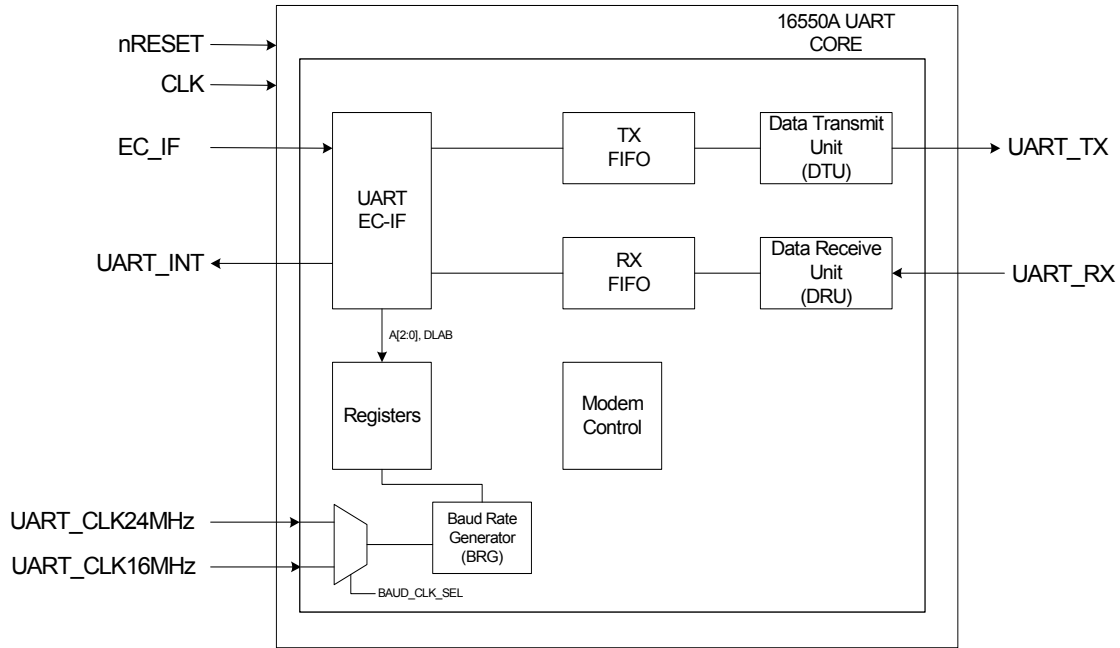 16550A UART
CORE
nRESET
CLK
EC_IF
UART_INT
UART
EC-IF
TX
FIFO
Data Transmit
Unit
(DTU)
UART_TX
RX
FIFO
Data Receive
Unit
(DRU)
UART_RX
A[2:0], DLAB
Registers
Modem
Control
UART_CLK24MHz
UART_CLK16MHz
Baud Rate
Generator
(BRG)
BAUD_CLK_SEL